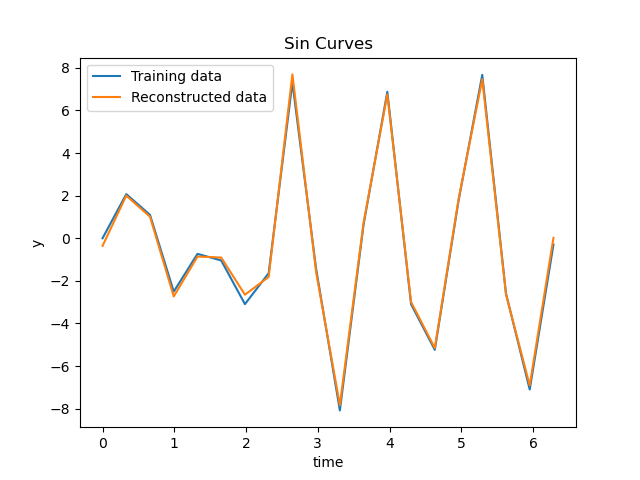 Sin Curves
Training data
Reconstructed data
8
6
4
2
0
−2
−4
−6
−8
y
0 1 2 3 4 5 6
time